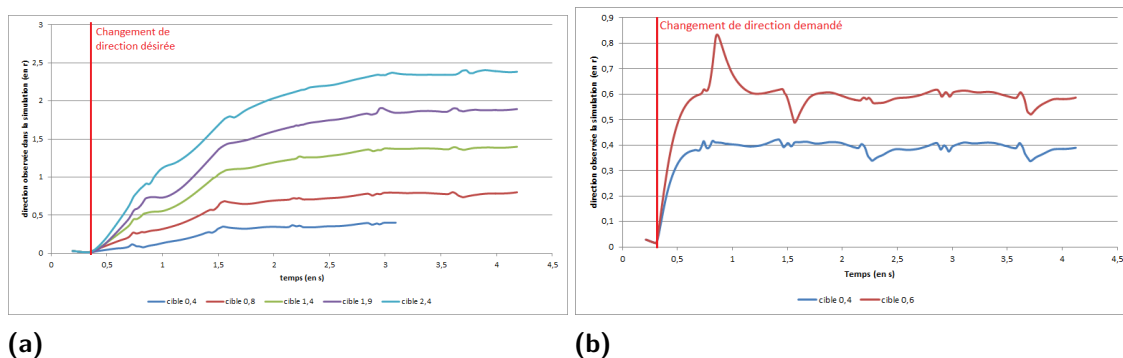 3
2,5
2
1,5
1
0,5
0
direction observrée dans la simulation (en r)
Changement de
direction désirée
0 0,5 1 1,5 2 2,5 3 3,5 4 4,5
temps (en s)
cible 0,4 cible 0,8 cible 1,4 cible 1,9 cible 2,4
(a)
0,9
0,8
0,7
0,6
0,5
0,4
0,3
0,2
0,1
0
direction observée la simulation (en r)
Changement de direction demandé
0 0,5 1 1,5 2 2,5 3 3,5 4 4,5
Temps (en s)
cible 0,4 cible 0,6
(b)